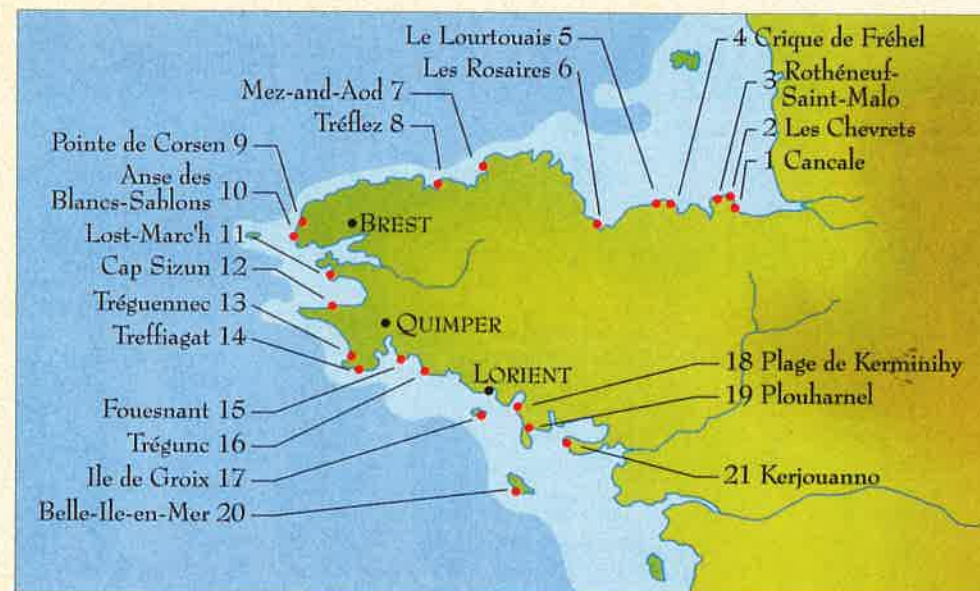 Le Lourtouais 5
4 Crique de Fréhel
Les Rosaires 6
3 Rothéneuf-
Saint-Malo
Mez-and-Aod 7
2 Les Chevrets
Tréflez 8
1 Cancale
Pointe de Corsen 9
Anse des
Blancs-Sablons 10
BREST
Lost-Marc'h 11
Cap Sizun 12
Tréguennec 13
QUIMPER
Treffiagat 14
LORIENT
18 Plage de Kerminihy
19 Plouharnel
Fouesnant 15
Trégunc 16
Ile de Groix 17
21 Kerjouanno
Belle-Ile-en-Mer 20